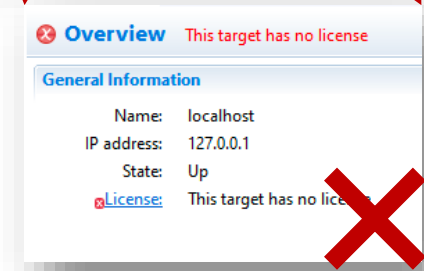 Overview This target has no license
General Information
Name: localhost
IP address: 127.0.0.1
State: Up
License: This target has no license